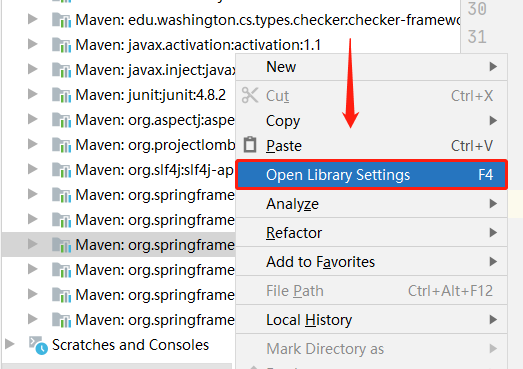 Maven: edu.washington.cs.types.checker:checker-framewo
30
Maven: javax.activation:activation:1.1
31
Maven: javax.inject:javax
New
Maven: junit:junit:4.8.2
Cut Ctrl+X
Maven: org.aspectj:aspe
Copy
Maven: org.projectlomb
Paste Ctrl+V
Maven: org.slf4j:slf4j-ap
Open Library Settings F4
Maven: org.springframe
Analyze
Maven: org.springframe
Refactor
Maven: org.springframe
Add to Favorites
Maven: org.springframe
File Path Ctrl+Alt+F12
Maven: org.springframe
Local History
Scratches and Consoles
Mark Directory as